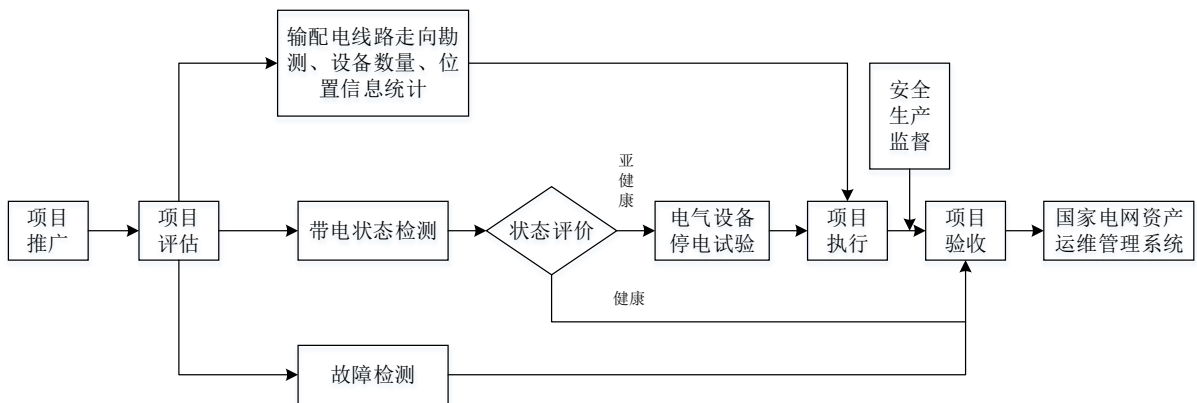 输配电线路走向勘
测、设备数量、位
置信息统计
安全
生产
监督
亚
健
康
项目
推广
项目
评估
带电状态检测
状态评价
电气设备
停电试验
项目
执行
项目
验收
国家电网资产
运维管理系统
健康
故障检测